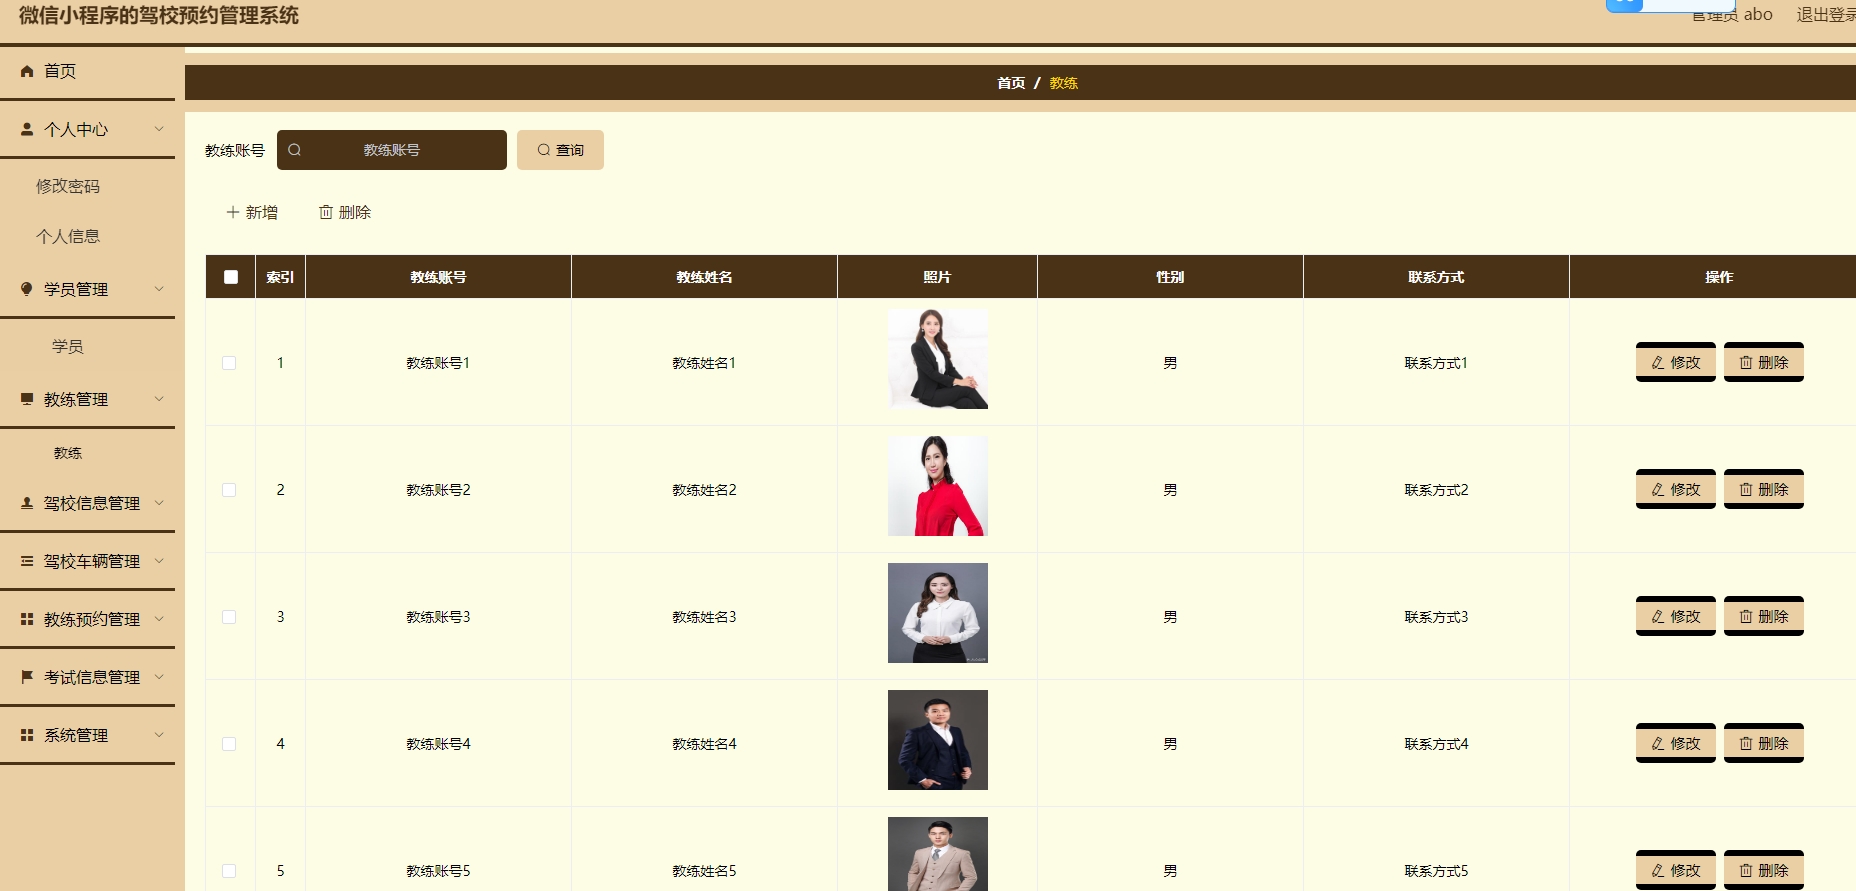 微信小程序的驾校预约管理系统
管理员 abo 退出登录
首页
首页 / 教练
个人中心
教练账号 教练账号 查询
修改密码
新增 删除
个人信息
索引 教练账号 教练姓名 照片 性别 联系方式 操作
学员管理
学员
1 教练账号1 教练姓名1 男 联系方式1 修改 删除
教练管理
教练
2 教练账号2 教练姓名2 男 联系方式2 修改 删除
驾校信息管理
驾校车辆管理
3 教练账号3 教练姓名3 男 联系方式3 修改 删除
教练预约管理
考试信息管理
系统管理
4 教练账号4 教练姓名4 男 联系方式4 修改 删除
5 教练账号5 教练姓名5 男 联系方式5 修改 删除